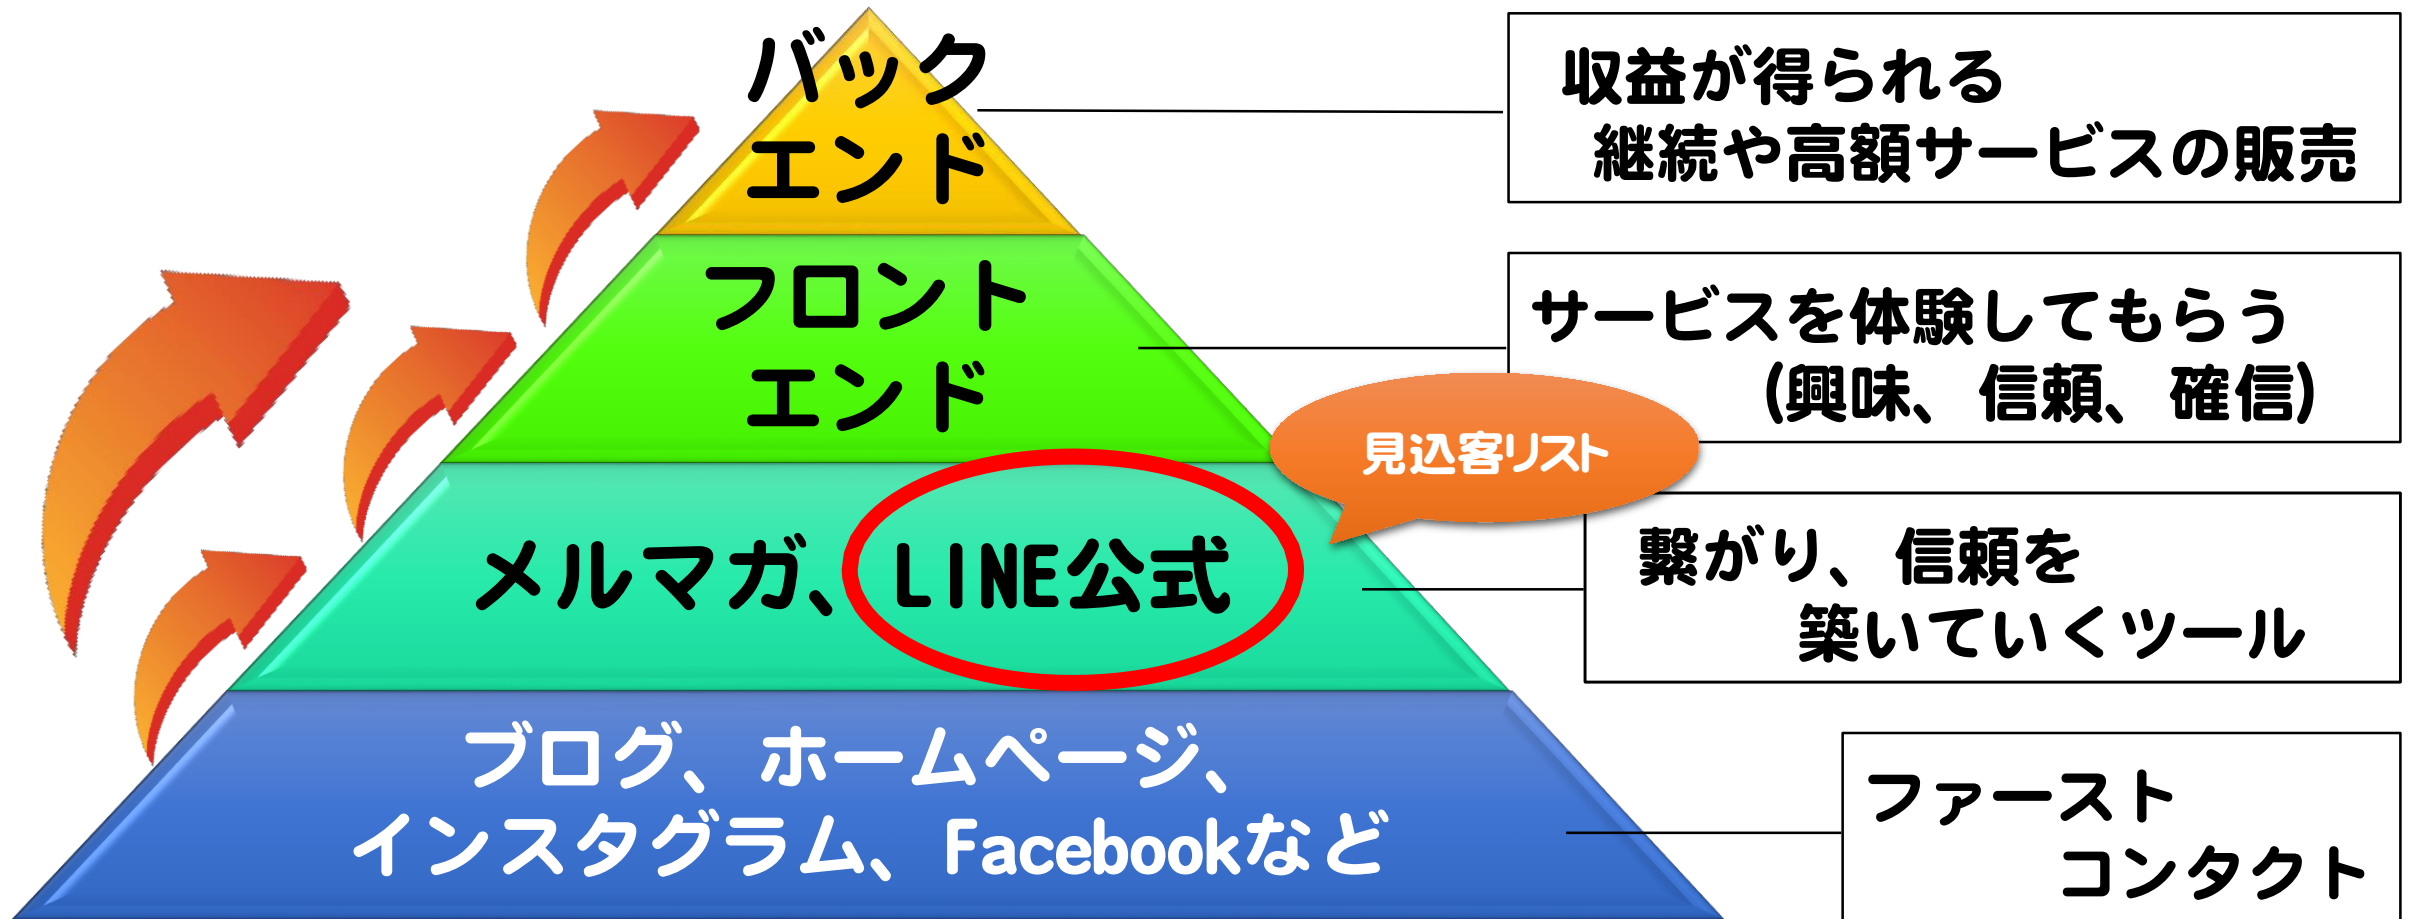 バック
エンド
収益が得られる
継続や高額サービスの販売
フロント
エンド
サービスを体験してもらう
(興味、信頼、確信)
見込客リスト
メルマガ、LINE公式
繋がり、信頼を
築いていくツール
ブログ、ホームページ、
インスタグラム、Facebookなど
ファースト
コンタクト